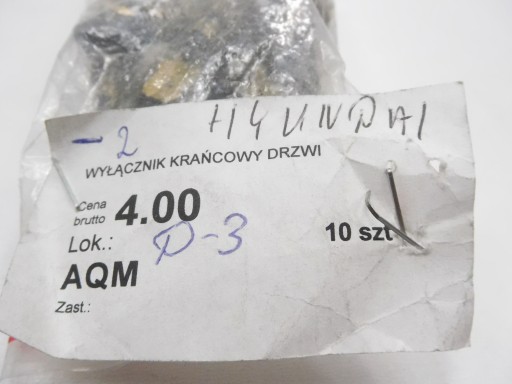 -2 HYUNDAI
WYŁĄCZNIK KRAŃCOWY DRZWI
Cena brutto 4.00
Lok.: D-3 10 szt
AQM
Zast.: